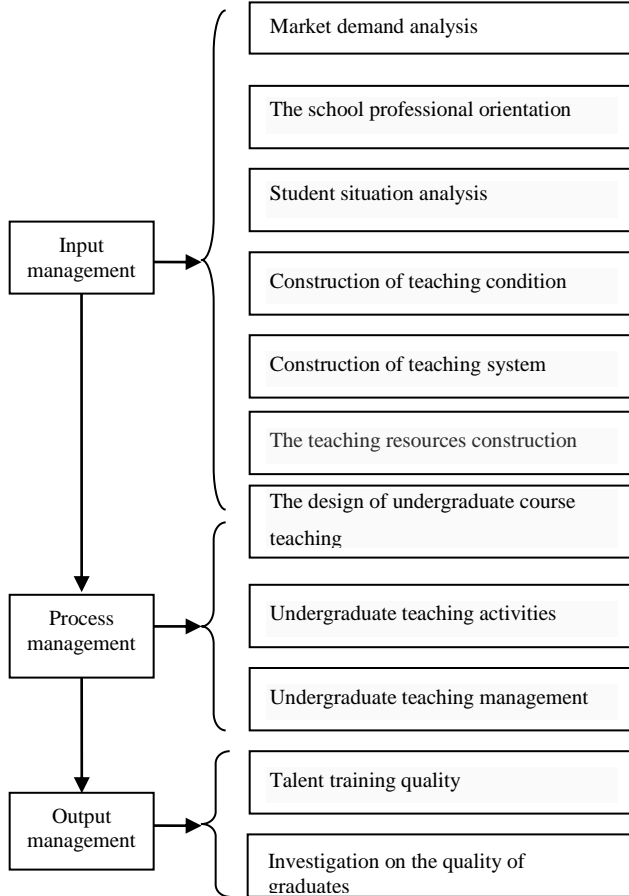 Market demand analysis
The school professional orientation
Student situation analysis
Input
management
Construction of teaching condition
Construction of teaching system
The teaching resources construction
The design of undergraduate course
teaching
Process
management
Undergraduate teaching activities
Undergraduate teaching management
Output
management
Talent training quality
Investigation on the quality of
graduates